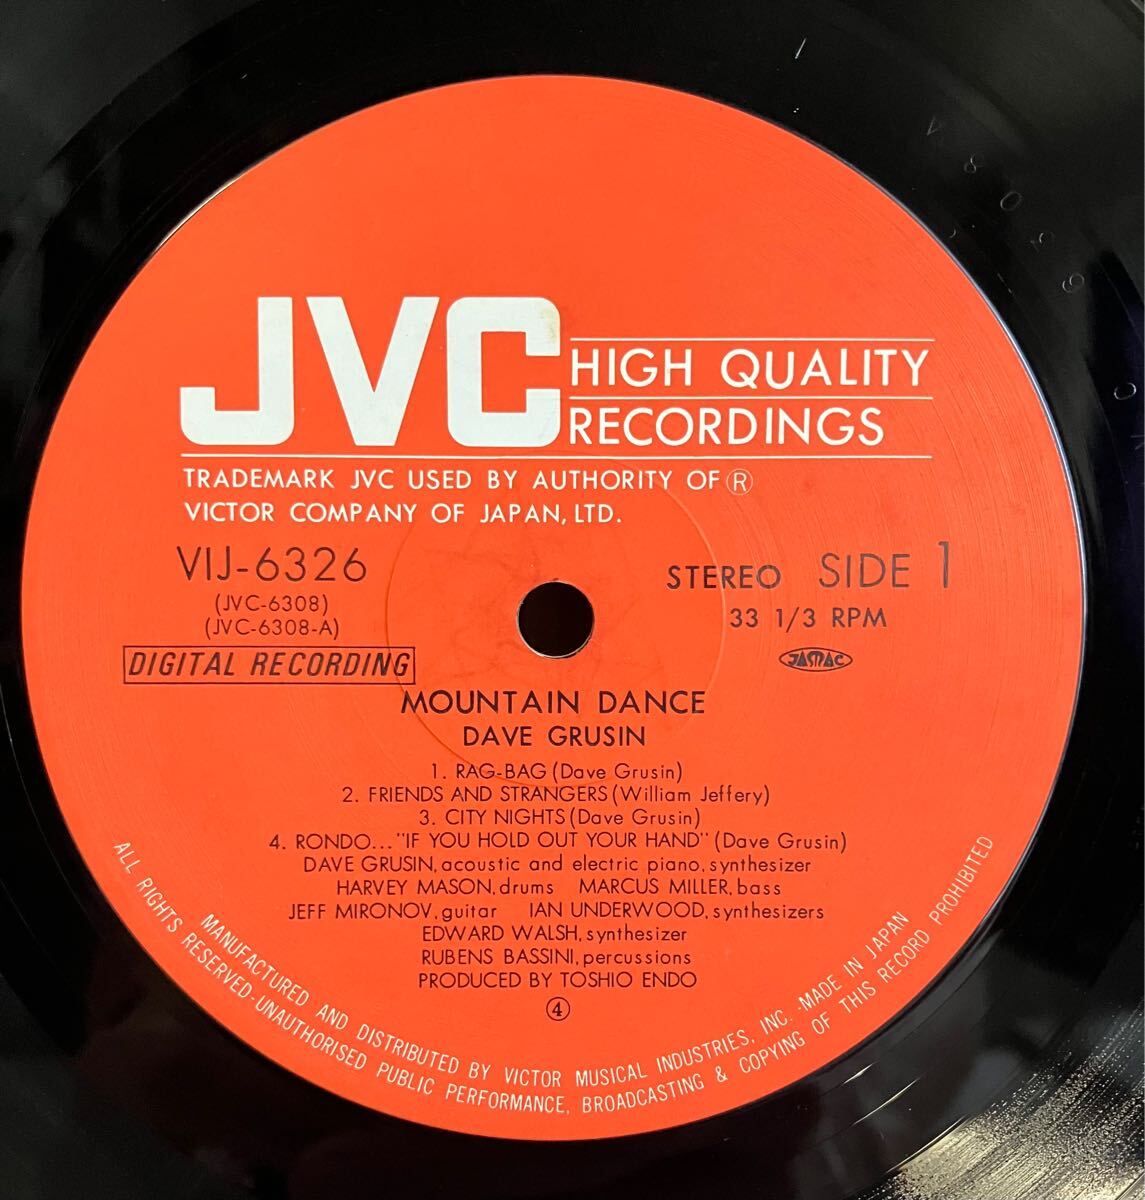 JVC
HIGH QUALITY
RECORDINGS
TRADEMARK JVC USED BY AUTHORITY OF Ⓡ
VICTOR COMPANY OF JAPAN, LTD.
VIJ-6326
(JVC-6308)
(JVC-6308-A)
DIGITAL RECORDING
STEREO SIDE 1
33 1/3 RPM
JASRAC
MOUNTAIN DANCE
DAVE GRUSIN
1. RAG-BAG (Dave Grusin)
2. FRIENDS AND STRANGERS (William Jeffery)
3. CITY NIGHTS (Dave Grusin)
4. RONDO... "IF YOU HOLD OUT YOUR HAND" (Dave Grusin)
DAVE GRUSIN, acoustic and electric piano, synthesizer
HARVEY MASON, drums MARCUS MILLER, bass
JEFF MIRONOV, guitar IAN UNDERWOOD, synthesizers
EDWARD WALSH, synthesizer
RUBENS BASSINI, percussions
PRODUCED BY TOSHIO ENDO
④
MANUFACTURED AND DISTRIBUTED BY VICTOR MUSICAL INDUSTRIES, INC. -MADE IN JAPAN
ALL RIGHTS RESERVED-UNAUTHORISED PUBLIC PERFORMANCE, BROADCASTING & COPYING OF THIS RECORD PROHIBITED